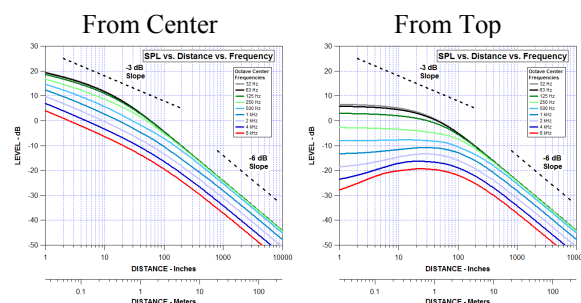 From Center
From Top
SPL vs. Distance vs. Frequency
-3 dB
Slope
Octave Center
Frequencies
32 Hz
63 Hz
125 Hz
250 Hz
500 Hz
1 kHz
2 kHz
4 kHz
8 kHz
-6 dB
Slope
LEVEL - dB
30
20
10
0
-10
-20
-30
-40
-50
1
10
100
1000
10000
DISTANCE - Inches
0.1
1
10
100
DISTANCE - Meters
SPL vs. Distance vs. Frequency
-3 dB
Slope
Octave Center
Frequencies
32 Hz
63 Hz
125 Hz
250 Hz
500 Hz
1 kHz
2 kHz
4 kHz
8 kHz
-6 dB
Slope
LEVEL - dB
30
20
10
0
-10
-20
-30
-40
-50
1
10
100
1000
DISTANCE - Inches
0.1
1
10
100
DISTANCE - Meters